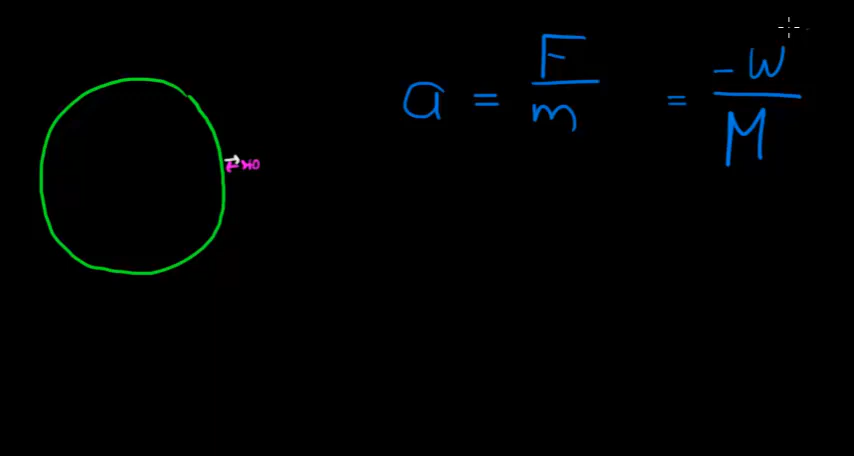 a = F/m = -W/M